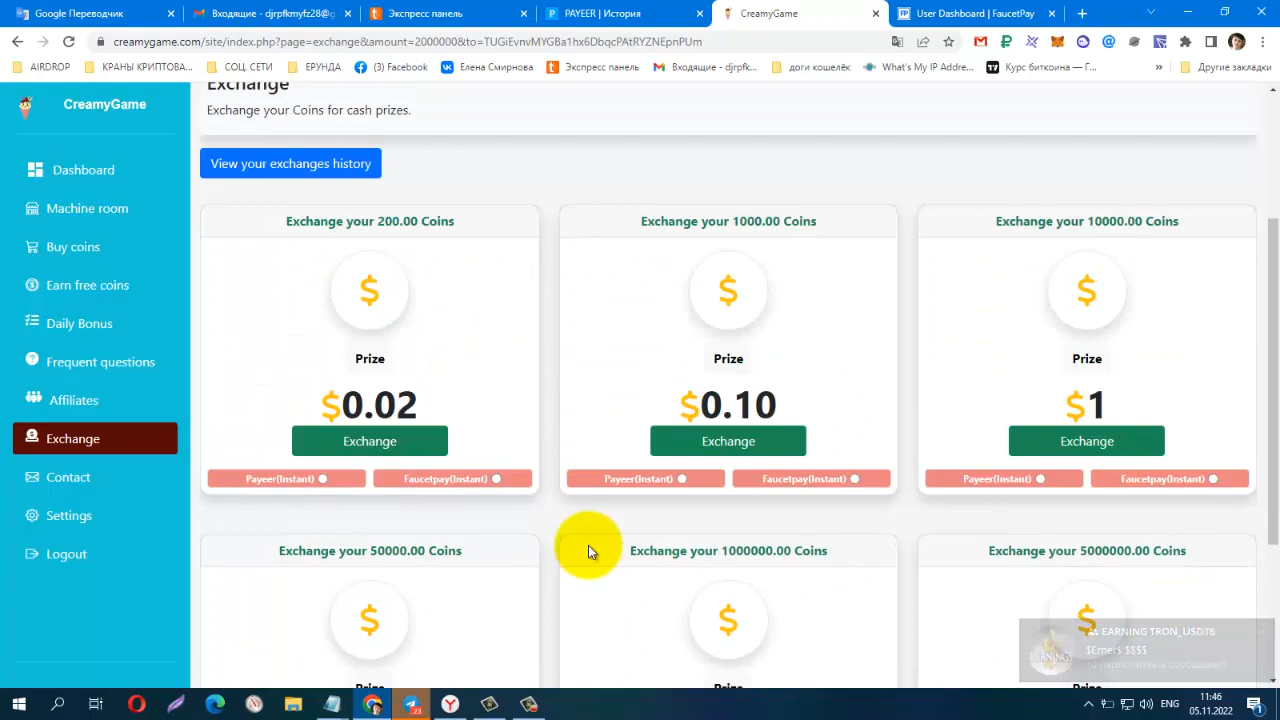 Google Переводчик
Входящие - djrpfkmyfz28@g
Экспресс панель
PAYEER | История
CreamyGame
User Dashboard | FaucetPay
creamygame.com/site/index.php?page=exchange&amount=2000000&to=TUGiEvnvMYGBa1hx6DbqcPAtRYZNEpnPUm
AIRDROP
КРАНЫ КРИПТОВА...
СОЦ. СЕТИ
ЕРУНДА
(3) Facebook
Елена Смирнова
Экспресс панель
Входящие - djrpfk...
доги кошелёк
What's My IP Addre...
Курс биткоина — Г...
»
Другие закладки
CreamyGame
Dashboard
Machine room
Buy coins
Earn free coins
Daily Bonus
Frequent questions
Affiliates
Exchange
Contact
Settings
Logout
Exchange
Exchange your Coins for cash prizes.
View your exchanges history
Exchange your 200.00 Coins
$
Prize
$0.02
Exchange
Payeer(Instant)
Faucetpay(Instant)
Exchange your 1000.00 Coins
$
Prize
$0.10
Exchange
Payeer(Instant)
Faucetpay(Instant)
Exchange your 10000.00 Coins
$
Prize
$1
Exchange
Payeer(Instant)
Faucetpay(Instant)
Exchange your 50000.00 Coins
$
Prize
Exchange your 1000000.00 Coins
$
Prize
Exchange your 5000000.00 Coins
$
EARNING TRON_USDT6
$Erner$ $$$$
EARNINGS
23
ENG
11:46
05.11.2022
1